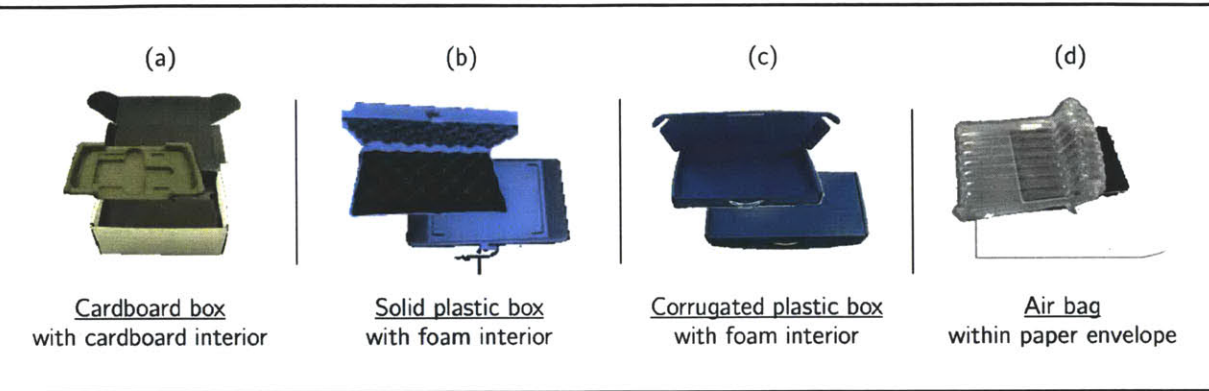 (a)
(b)
(c)
(d)
Cardboard box
with cardboard interior
Solid plastic box
with foam interior
Corrugated plastic box
with foam interior
Air bag
within paper envelope